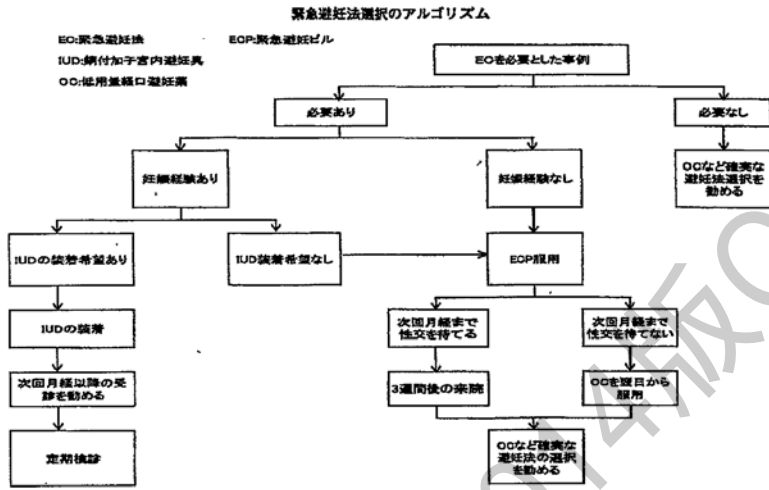 緊急避妊法選択のアルゴリズム
EC:緊急避妊法
ECP:緊急避妊ピル
IUD:銅付加子宮内避妊具
OC:低用量経口避妊薬
ECを必要とした事例
必要あり
必要なし
妊娠経験あり
妊娠経験なし
OCなど確実な
避妊法選択を
勧める
IUDの装着希望あり
IUD装着希望なし
ECP服用
IUDの装着
次回月経まで
性交を待てる
次回月経まで
性交を待てない
次回月経以降の受
診を勧める
3週間後の来院
OCを翌日から
服用
定期検診
OCなど確実な
避妊法の選択
を勧める
014版